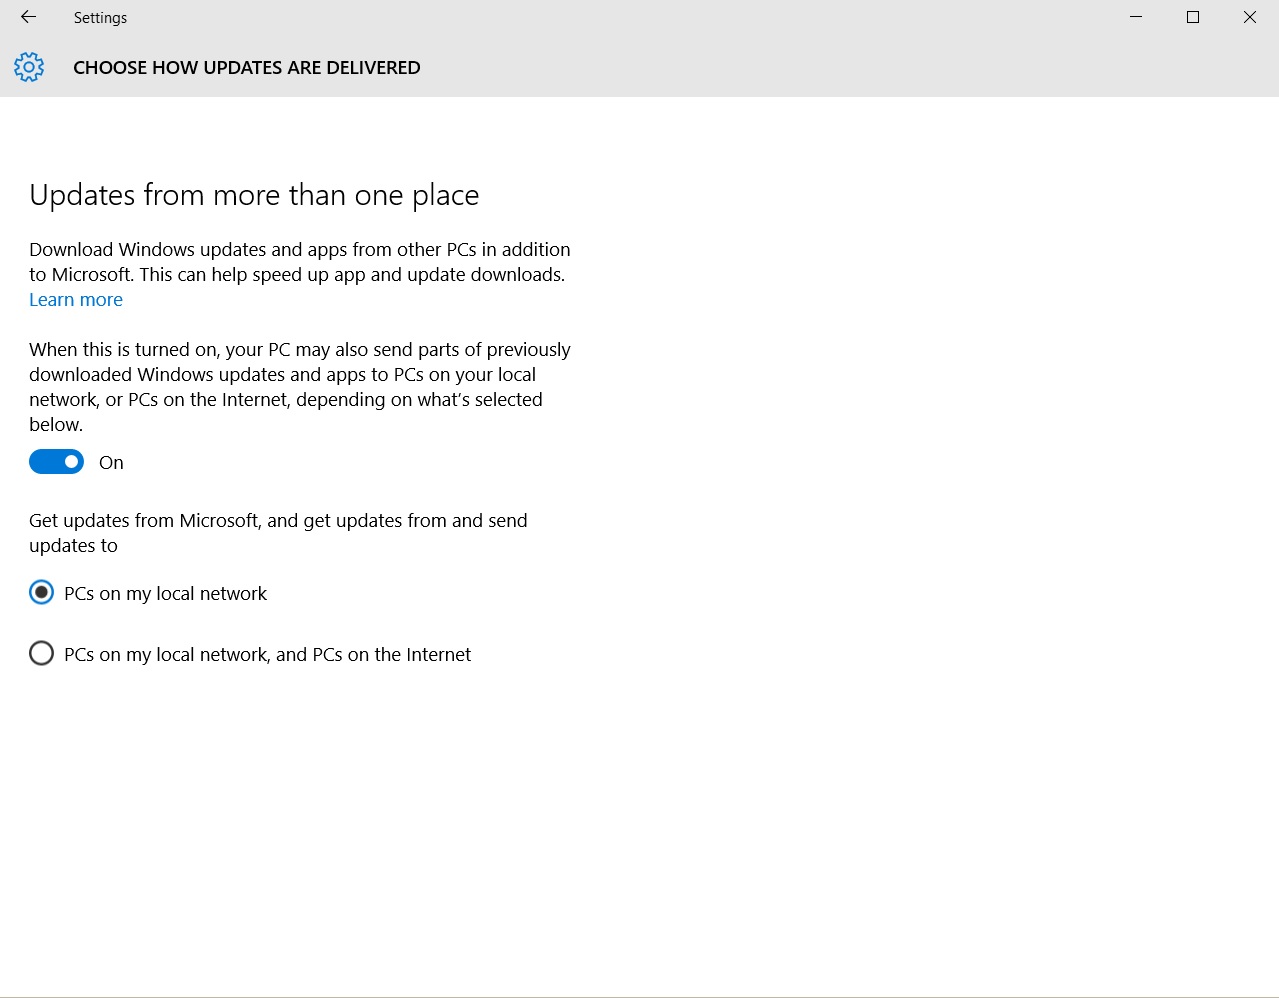 Settings
CHOOSE HOW UPDATES ARE DELIVERED
Updates from more than one place
Download Windows updates and apps from other PCs in addition
to Microsoft. This can help speed up app and update downloads.
Learn more
When this is turned on, your PC may also send parts of previously
downloaded Windows updates and apps to PCs on your local
network, or PCs on the Internet, depending on what's selected
below.
On
Get updates from Microsoft, and get updates from and send
updates to
PCs on my local network
PCs on my local network, and PCs on the Internet